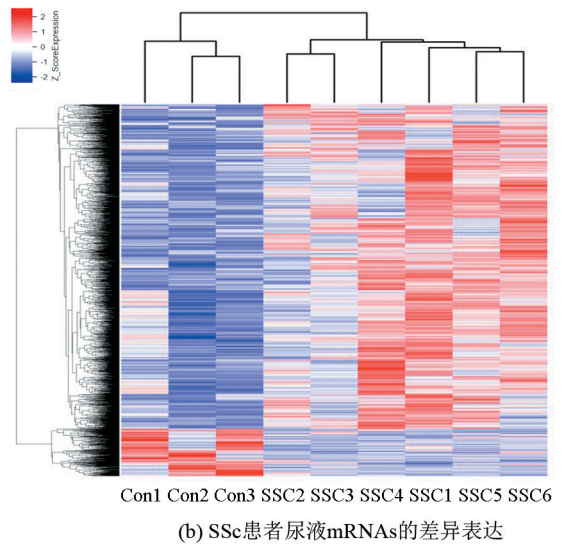 2
1
0
-1
-2
Z_ScoreExpression
Con1 Con2 Con3 SSC2 SSC3 SSC4 SSC1 SSC5 SSC6
(b) SSc患者尿液mRNAs的差异表达